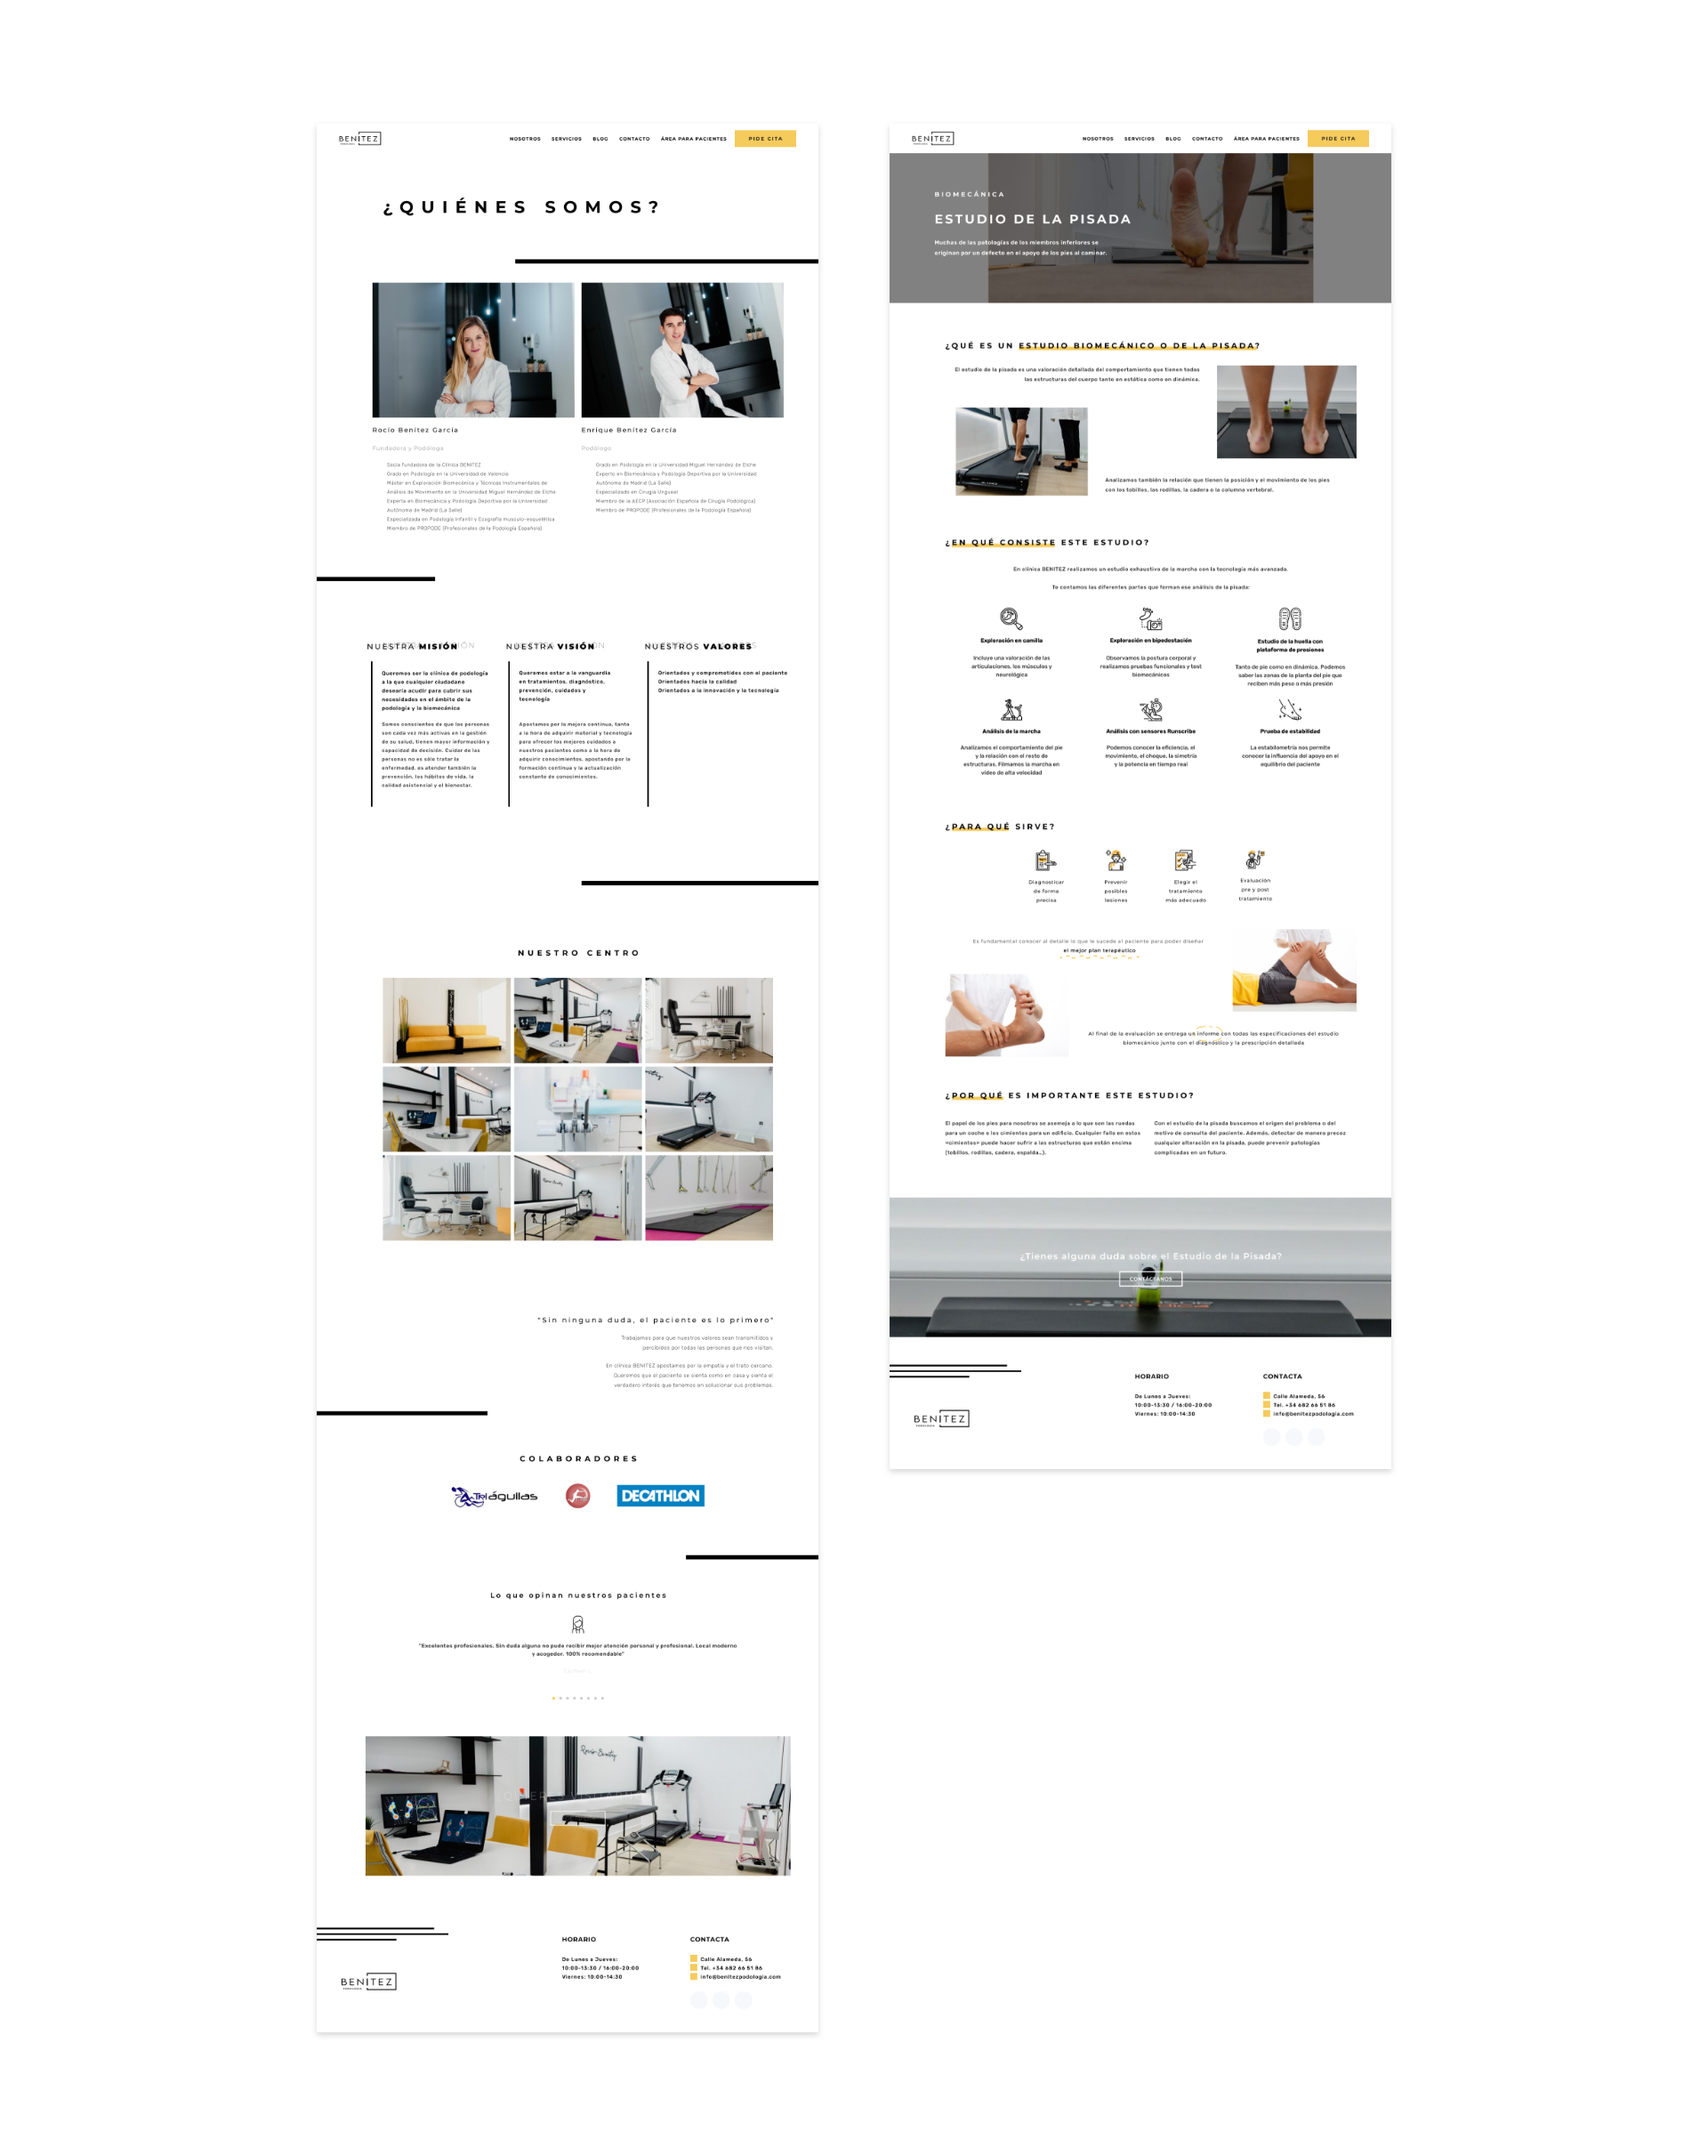 BENITEZ
NOSOTROS SERVICIOS BLOG CONTACTO ÁREA PARA PACIENTES PIDE CITA
¿QUIÉNES SOMOS?
Rocio Benítez García
Fundadora y Podóloga
Socia fundadora de la Clínica BENITEZ
Grado en Podología en la Universidad de Valencia
Máster en Exploración Biomecánica y Técnicas Instrumentales de
Análisis de Movimiento en la Universidad Miguel Hernández de Elche
Experta en Biomecánica y Podología Deportiva por la Universidad
Autónoma de Madrid (La Salle)
Especializada en Podología Infantil y Ecografía musculo-esquelética
Miembro de PROPODE (Profesionales de la Podología Española)
Enrique Benítez García
Podólogo
Grado en Podología en la Universidad Miguel Hernández de Elche
Experto en Biomecánica y Podología Deportiva por la Universidad
Autónoma de Madrid (La Salle)
Especializado en Cirugía Ungueal
Miembro de la AECP (Asociación Española de Cirugía Podológica)
Miembro de PROPODE (Profesionales de la Podología Española)
NUESTRA MISIÓN
Queremos ser la clínica de podología
a la que cualquier ciudadano
desearía acudir para cubrir sus
necesidades en el ámbito de la
podología y la biomecánica
Somos conscientes de que las personas
son cada vez más activas en la gestión
de su salud, tienen mayor información y
capacidad de decisión. Cuidar de las
personas no es sólo tratar la
enfermedad, es atender también la
prevención, los hábitos de vida, la
calidad asistencial y el bienestar.
NUESTRA VISIÓN
Queremos estar a la vanguardia
en tratamientos, diagnóstico,
prevención, cuidados y
tecnología
Apostamos por la mejora continua, tanto
a la hora de adquirir material y tecnología
para ofrecer los mejores cuidados a
nuestros pacientes como a la hora de
adquirir conocimientos, apostando por la
formación continua y la actualización
constante de conocimientos.
NUESTROS VALORES
Orientados y comprometidos con el paciente
Orientados hacia la calidad
Orientados a la innovación y la tecnología
NUESTRO CENTRO
"Sin ninguna duda, el paciente es lo primero"
Trabajamos para que nuestros valores sean transmitidos y
percibidos por todas las personas que nos visitan.
En clínica BENITEZ apostamos por la empatía y el trato cercano.
Queremos que el paciente se sienta como en casa y sienta el
verdadero interés que tenemos en solucionar sus problemas.
COLABORADORES
Triáguilas
DECATHLON
Lo que opinan nuestros pacientes
"Excelentes profesionales. Sin duda alguna no pude recibir mejor atención personal y profesional. Local moderno
y acogedor. 100% recomendable"
Rocío Benítez
BENITEZ
HORARIO
De Lunes a Jueves:
10:00-13:30 / 16:00-20:00
Viernes: 10:00-14:30
CONTACTA
Calle Alameda, 56
Tel. +34 682 66 51 86
info@benitezpodologia.com
BENITEZ
NOSOTROS SERVICIOS BLOG CONTACTO ÁREA PARA PACIENTES PIDE CITA
BIOMECÁNICA
ESTUDIO DE LA PISADA
Muchas de las patologías de los miembros inferiores se
originan por un defecto en el apoyo de los pies al caminar.
¿QUÉ ES UN ESTUDIO BIOMECÁNICO O DE LA PISADA?
El estudio de la pisada es una valoración detallada del comportamiento que tienen todas
las estructuras del cuerpo tanto en estática como en dinámica.
Analizamos también la relación que tienen la posición y el movimiento de los pies
con los tobillos, las rodillas, la cadera o la columna vertebral.
¿EN QUÉ CONSISTE ESTE ESTUDIO?
En clínica BENITEZ realizamos un estudio exhaustivo de la marcha con la tecnología más avanzada.
Te contamos las diferentes partes que forman ese análisis de la pisada:
Exploración en camilla
Incluye una valoración de las
articulaciones, los músculos y
neurológica
Exploración en bipedestación
Observamos la postura corporal y
realizamos pruebas funcionales y test
biomecánicos
Estudio de la huella con
plataforma de presiones
Tanto de pie como en dinámica. Podemos
saber las zonas de la planta del pie que
reciben más peso o más presión
Análisis de la marcha
Analizamos el comportamiento del pie
y la relación con el resto de
estructuras. Filmamos la marcha en
vídeo de alta velocidad
Análisis con sensores Runscribe
Podemos conocer la eficiencia, el
movimiento, el choque, la simetría
y la potencia en tiempo real
Prueba de estabilidad
La estabilometría nos permite
conocer la influencia del apoyo en el
equilibrio del paciente
¿PARA QUÉ SIRVE?
Diagnosticar
de forma
precisa
Prevenir
posibles
lesiones
Elegir el
tratamiento
más adecuado
Evaluación
pre y post
tratamiento
Es fundamental conocer al detalle lo que le sucede al paciente para poder diseñar
el mejor plan terapéutico
Al final de la evaluación se entrega un informe con todas las especificaciones del estudio
biomecánico junto con el diagnóstico y la prescripción detallada
¿POR QUÉ ES IMPORTANTE ESTE ESTUDIO?
El papel de los pies para nosotros se asemeja a lo que son las ruedas
para un coche o los cimientos para un edificio. Cualquier fallo en estos
«cimientos» puede hacer sufrir a las estructuras que están encima
(tobillos, rodillas, cadera, espalda…).
Con el estudio de la pisada buscamos el origen del problema o del
motivo de consulta del paciente. Además, detectar de manera precoz
cualquier alteración en la pisada, puede prevenir patologías
complicadas en un futuro.
¿Tienes alguna duda sobre el Estudio de la Pisada?
CONTÁCTANOS
BENITEZ
HORARIO
De Lunes a Jueves:
10:00-13:30 / 16:00-20:00
Viernes: 10:00-14:30
CONTACTA
Calle Alameda, 56
Tel. +34 682 66 51 86
info@benitezpodologia.com